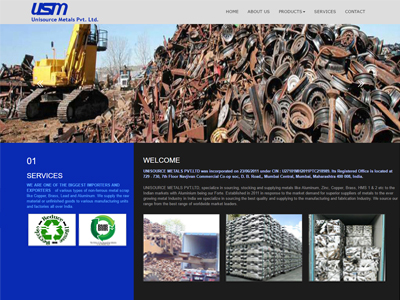 USM
Unisource Metals Pvt. Ltd.
HOME ABOUT US PRODUCTS SERVICES CONTACT
01
SERVICES
WE ARE ONE OF THE BIGGEST IMPORTERS AND
EXPORTERS of various types of non-ferrous metal scrap
like Copper, Brass, Lead and Aluminium. We supply the raw
material or unfinished goods to various manufacturing units
and factories all over India.
WELCOME
UNISOURCE METALS PVT.LTD was incorporated on 23/06/2011 under CIN : Its Registered Office is located at
729 - 730, 7th Floor Navjivan Commercial Co.op soc, D. B. Road, Mumbai Central, Mumbai, Maharashtra 400 008, India
UNISOURCE METALS PVT.LTD, specialize in sourcing, stocking and supplying metals like Aluminium, Zinc, Copper, Brass, HMS 1 & 2 etc to the
Indian markets with Aluminium being our Forte. Established in 2011 in response to the market demand for superior suppliers of metals to the ever
growing metal Industry in India we specialize in sourcing the best quality and supplying to the manufacturing and fabrication Industry. We source our
range from the best range of worldwide market leaders.
BMR